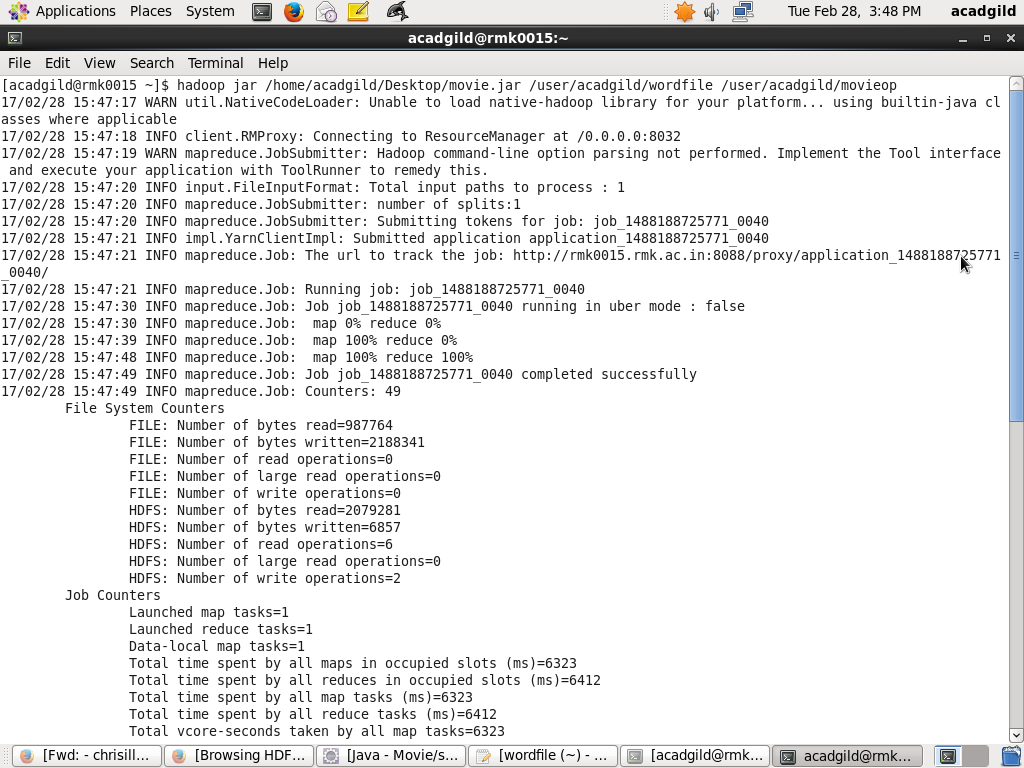 Applications Places System Tue Feb 28, 3:48 PM acadgild
acadgild@rmk0015:~
File Edit View Search Terminal Help
[acadgild@rmk0015 ~]$ hadoop jar /home/acadgild/Desktop/movie.jar /user/acadgild/wordfile /user/acadgild/movieop
17/02/28 15:47:17 WARN util.NativeCodeLoader: Unable to load native-hadoop library for your platform... using builtin-java cl
asses where applicable
17/02/28 15:47:18 INFO client.RMProxy: Connecting to ResourceManager at /0.0.0.0:8032
17/02/28 15:47:19 WARN mapreduce.JobSubmitter: Hadoop command-line option parsing not performed. Implement the Tool interface
 and execute your application with ToolRunner to remedy this.
17/02/28 15:47:20 INFO input.FileInputFormat: Total input paths to process : 1
17/02/28 15:47:20 INFO mapreduce.JobSubmitter: number of splits:1
17/02/28 15:47:20 INFO mapreduce.JobSubmitter: Submitting tokens for job: job_1488188725771_0040
17/02/28 15:47:21 INFO impl.YarnClientImpl: Submitted application application_1488188725771_0040
17/02/28 15:47:21 INFO mapreduce.Job: The url to track the job: http://rmk0015.rmk.ac.in:8088/proxy/application_1488188725771
_0040/
17/02/28 15:47:21 INFO mapreduce.Job: Running job: job_1488188725771_0040
17/02/28 15:47:30 INFO mapreduce.Job: Job job_1488188725771_0040 running in uber mode : false
17/02/28 15:47:30 INFO mapreduce.Job:  map 0% reduce 0%
17/02/28 15:47:39 INFO mapreduce.Job:  map 100% reduce 0%
17/02/28 15:47:48 INFO mapreduce.Job:  map 100% reduce 100%
17/02/28 15:47:49 INFO mapreduce.Job: Job job_1488188725771_0040 completed successfully
17/02/28 15:47:49 INFO mapreduce.Job: Counters: 49
File System Counters
FILE: Number of bytes read=987764
FILE: Number of bytes written=2188341
FILE: Number of read operations=0
FILE: Number of large read operations=0
FILE: Number of write operations=0
HDFS: Number of bytes read=2079281
HDFS: Number of bytes written=6857
HDFS: Number of read operations=6
HDFS: Number of large read operations=0
HDFS: Number of write operations=2
Job Counters
Launched map tasks=1
Launched reduce tasks=1
Data-local map tasks=1
Total time spent by all maps in occupied slots (ms)=6323
Total time spent by all reduces in occupied slots (ms)=6412
Total time spent by all map tasks (ms)=6323
Total time spent by all reduce tasks (ms)=6412
Total vcore-seconds taken by all map tasks=6323
[Fwd: - chrisill... [Browsing HDF... [Java - Movie/s... [wordfile (~) - ... [acadgild@rmk... acadgild@rmk...